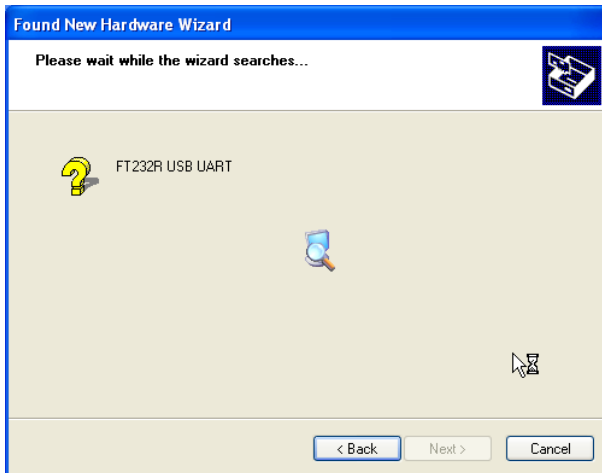 Found New Hardware Wizard
Please wait while the wizard searches...
FT232R USB UART
< Back
Next >
Cancel